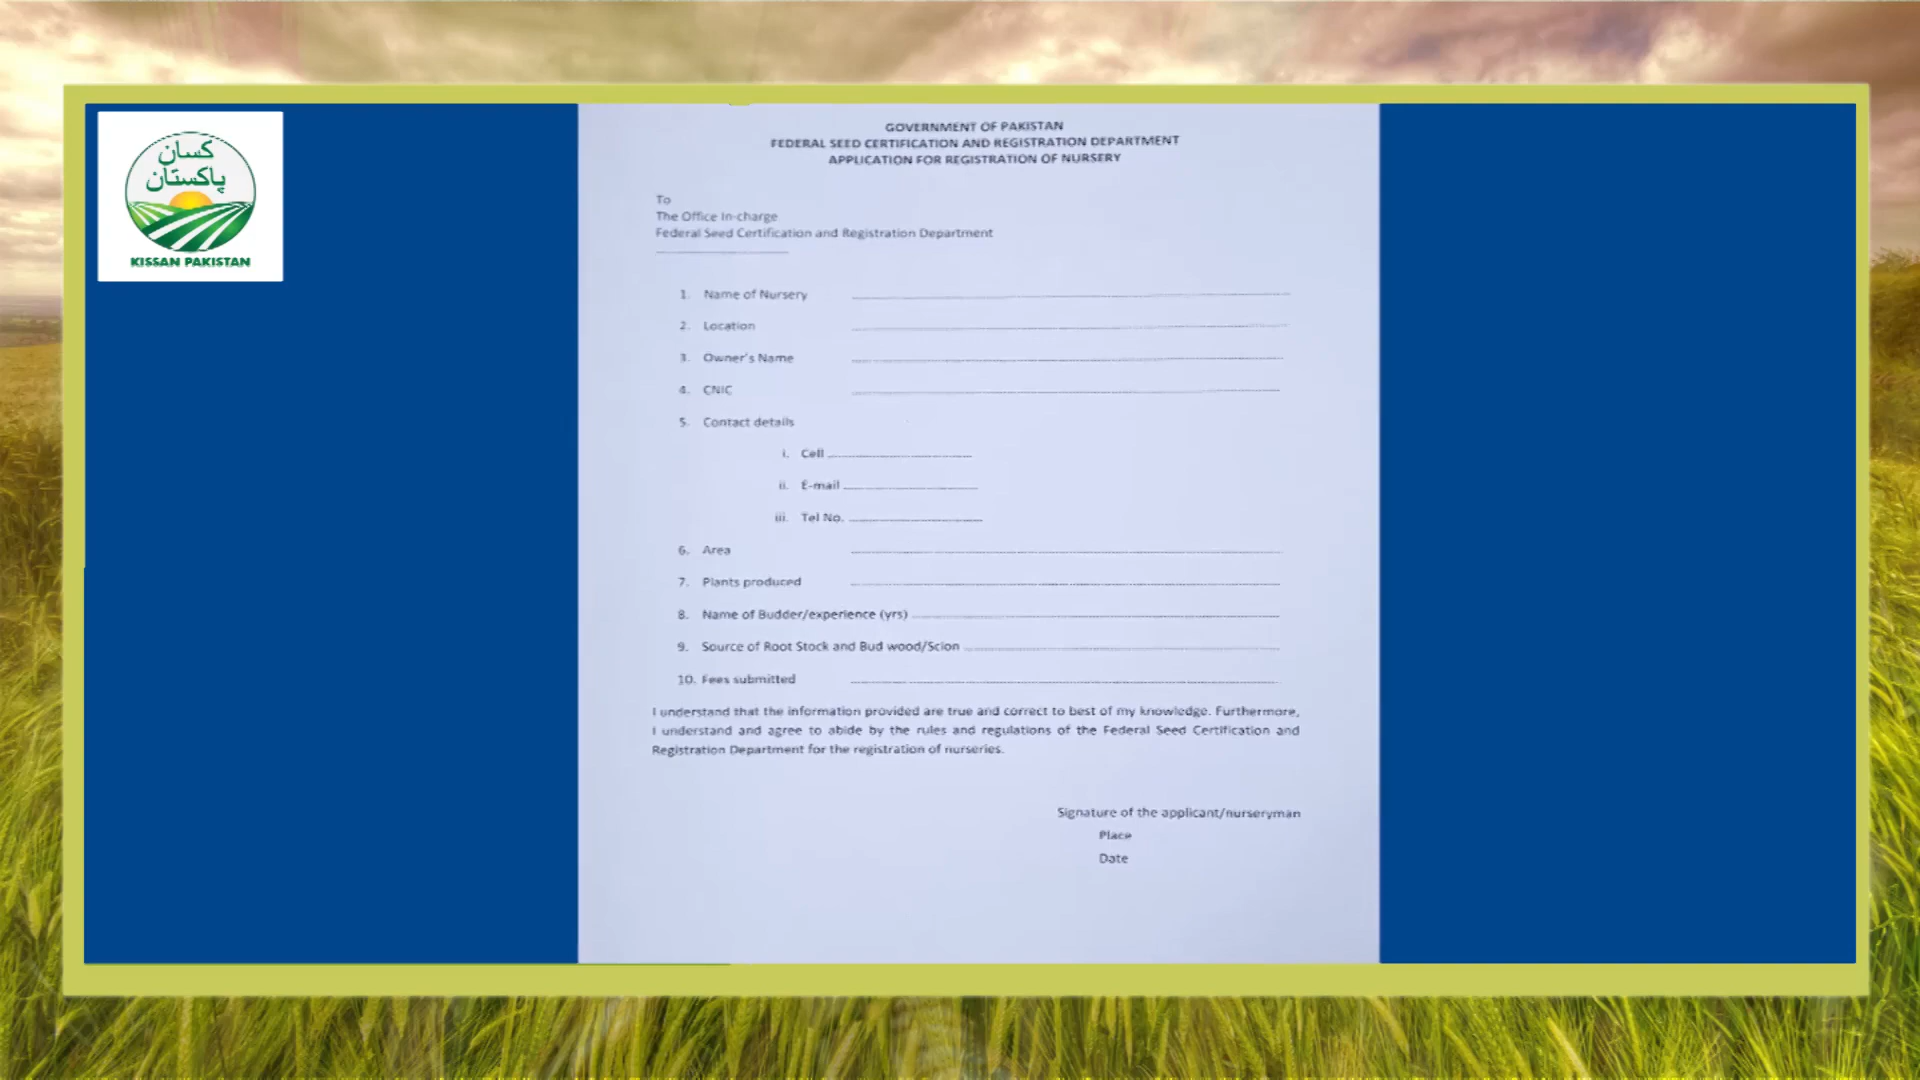 کسان
پاکستان
KISSAN PAKISTAN
GOVERNMENT OF PAKISTAN
FEDERAL SEED CERTIFICATION AND REGISTRATION DEPARTMENT
APPLICATION FOR REGISTRATION OF NURSERY
To
The Office In-charge
Federal Seed Certification and Registration Department
1. Name of Nursery
2. Location
3. Owner's Name
4. CNIC
5. Contact details
i. Cell
ii. E-mail
iii. Tel No.
6. Area
7. Plants produced
8. Name of Budder/experience (yrs)
9. Source of Root Stock and Bud wood/Scion
10. Fees submitted
I understand that the information provided are true and correct to best of my knowledge. Furthermore,
I understand and agree to abide by the rules and regulations of the Federal Seed Certification and
Registration Department for the registration of nurseries.
Signature of the applicant/nurseryman
Place
Date